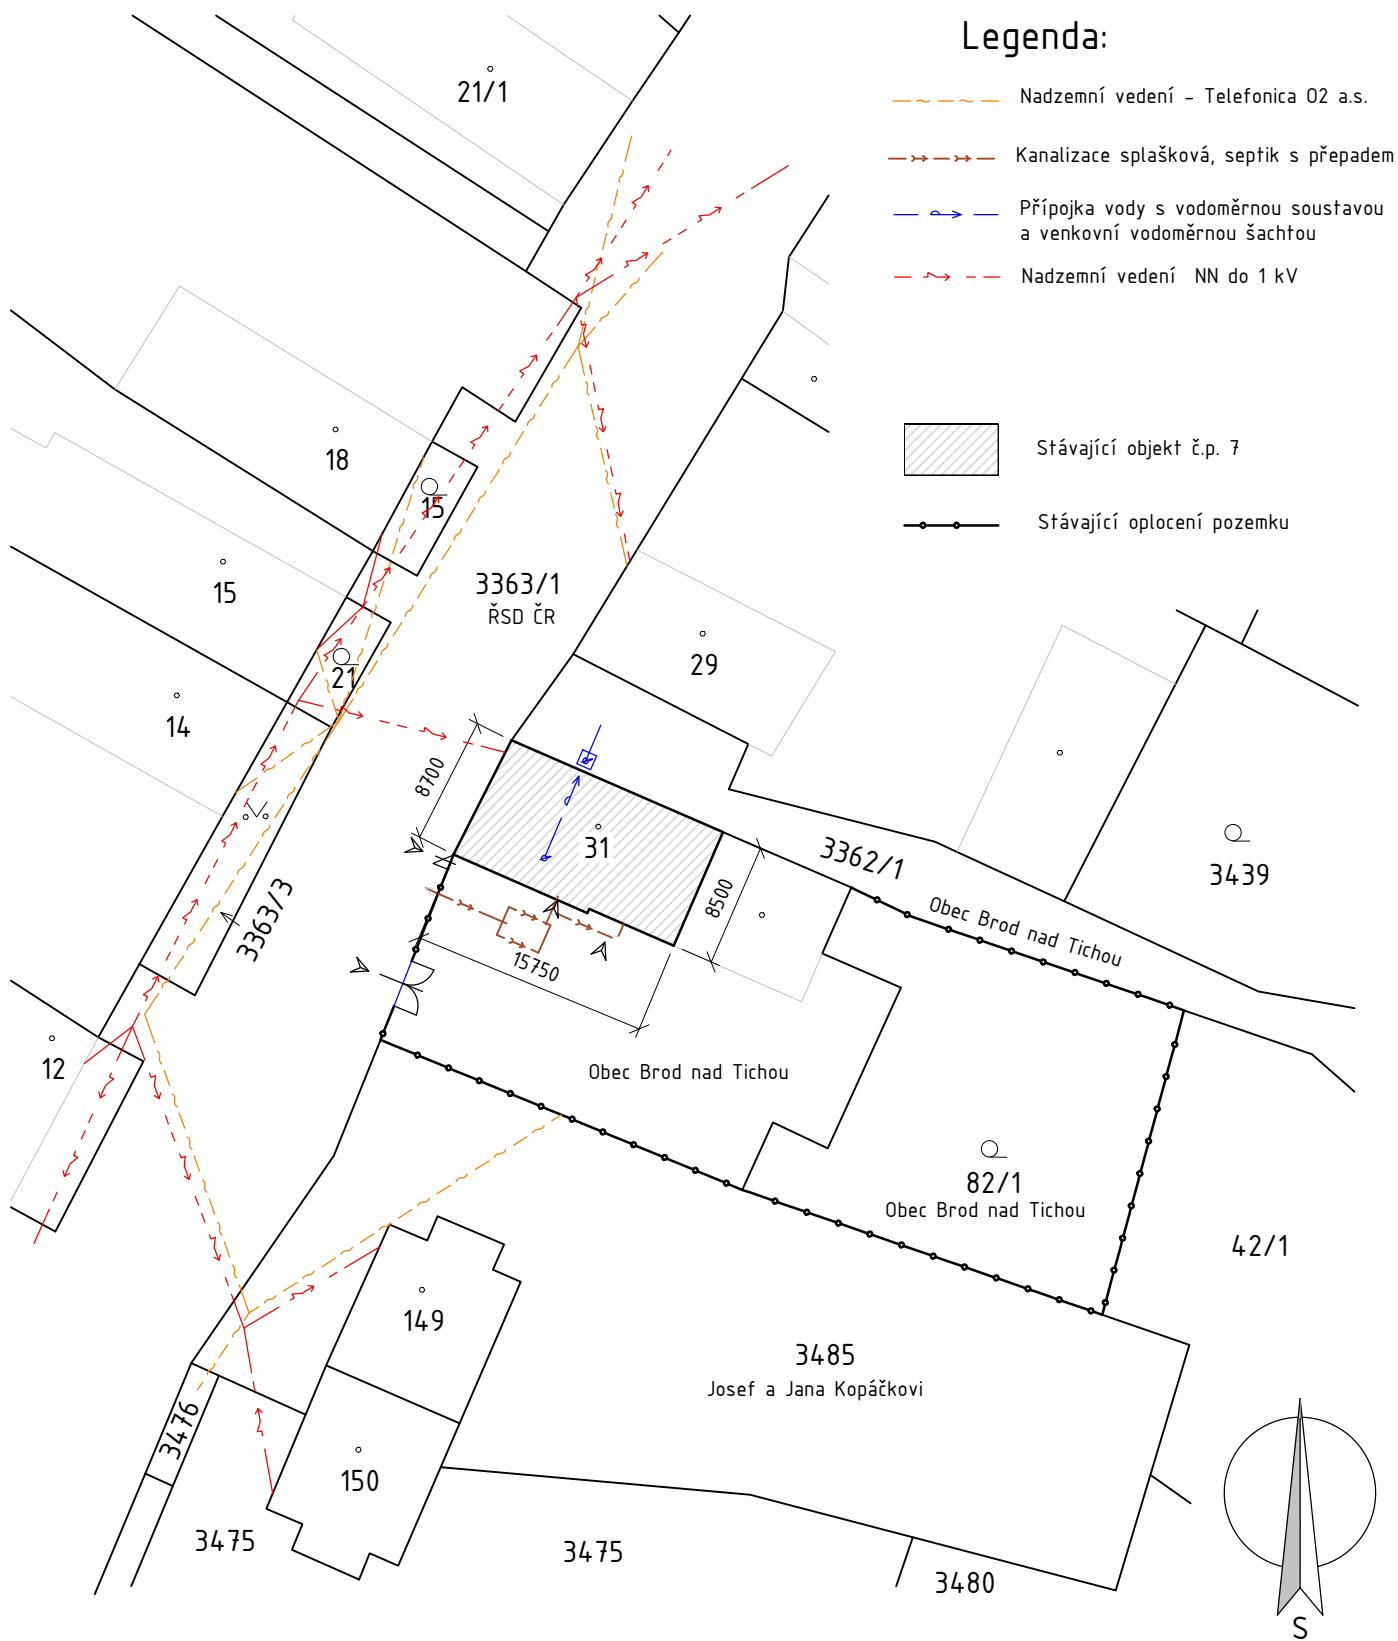 Legenda:
Nadzemní vedení - Telefonica O2 a.s.
Kanalizace splašková, septik s přepadem
Přípojka vody s vodoměrnou soustavou
a venkovní vodoměrnou šachtou
Nadzemní vedení NN do 1 kV
Stávající objekt č.p. 7
Stávající oplocení pozemku
21/1
18
15
15
3363/1
ŘSD ČR
21
14
29
8700
31
3362/1
8500
3439
3363/3
Obec Brod nad Tichou
15750
12
Obec Brod nad Tichou
82/1
Obec Brod nad Tichou
42/1
149
3485
Josef a Jana Kopáčkovi
3476
150
3475
3475
3480
S